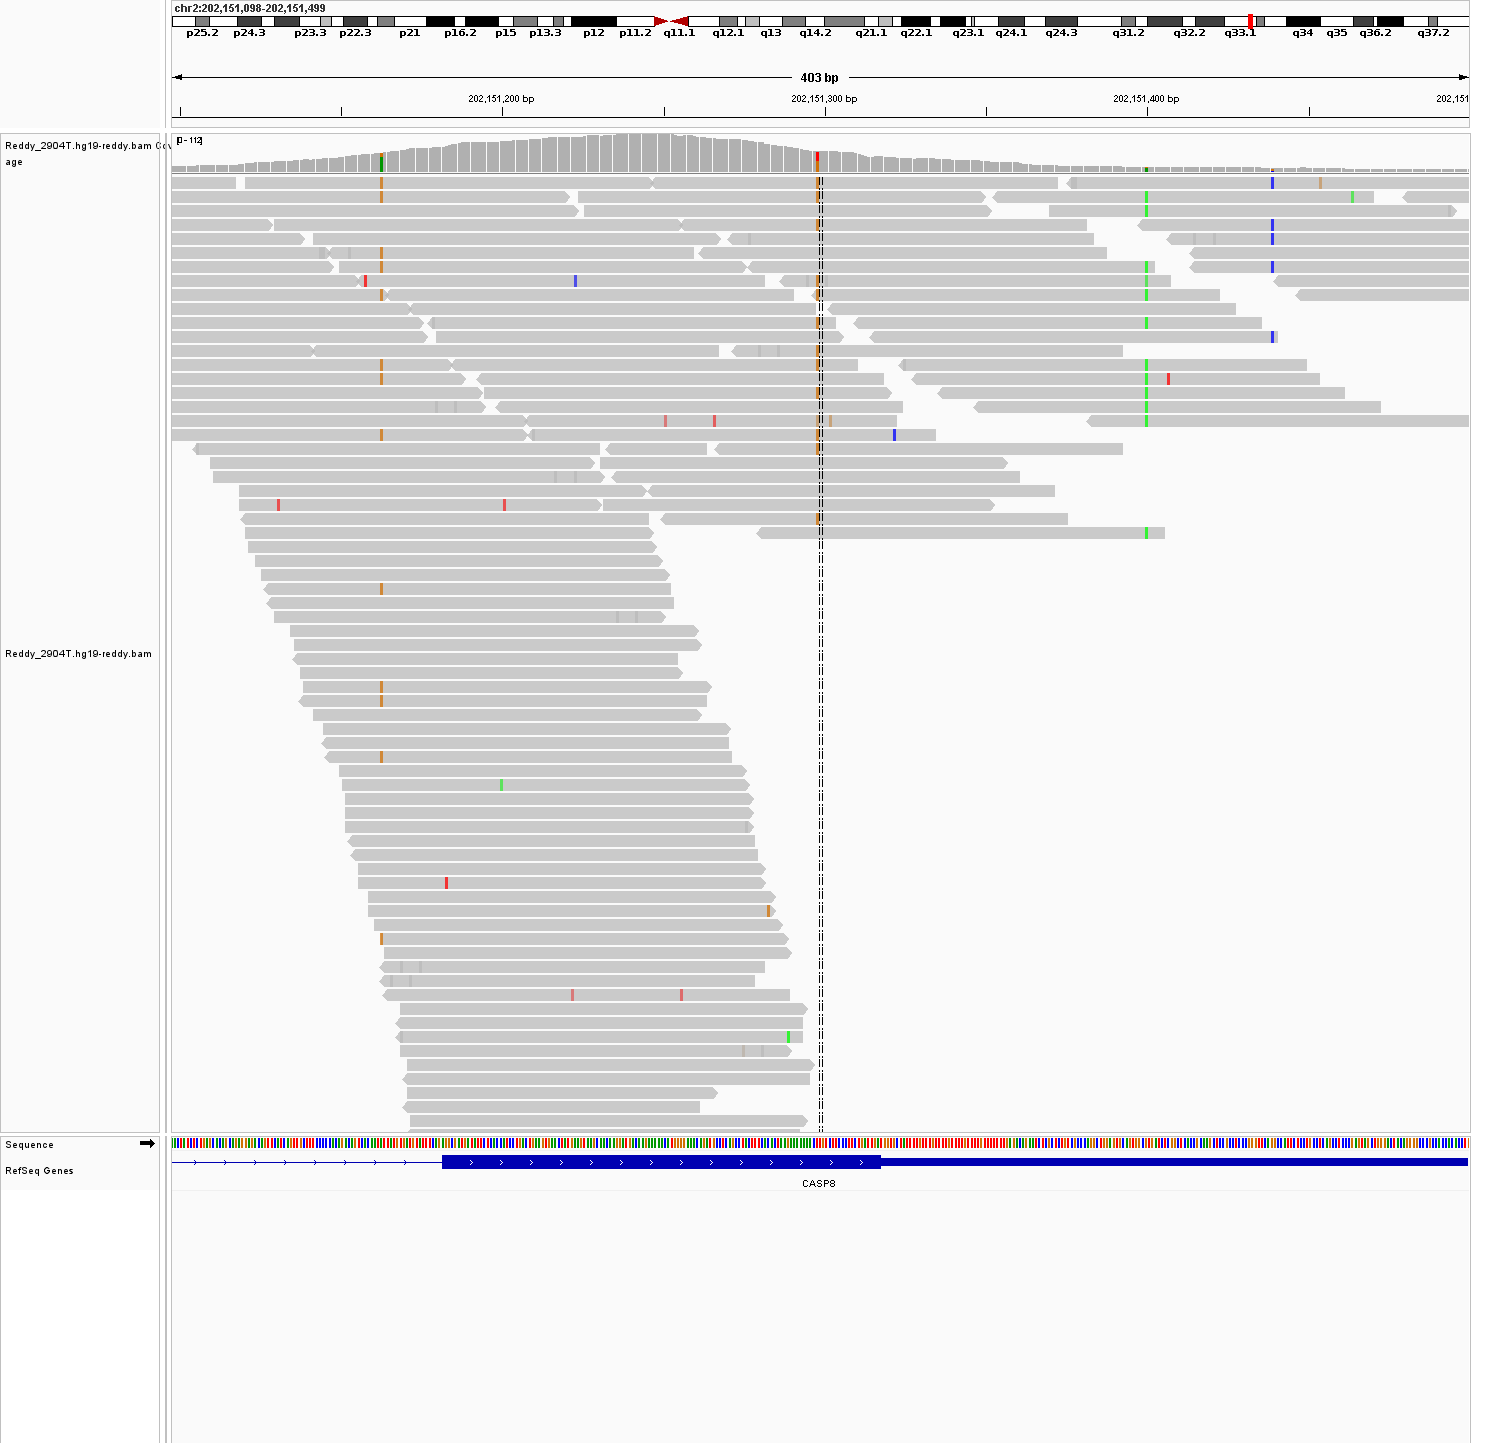 chr2:202,151,098-202,151,499
p25.2 p24.3 p23.3 p22.3 p21 p16.2 p15 p13.3 p12 p11.2 q11.1 q12.1 q13 q14.2 q21.1 q22.1 q23.1 q24.1 q24.3 q31.2 q32.2 q33.1 q34 q35 q36.2 q37.2
403 bp
202,151,200 bp 202,151,300 bp 202,151,400 bp 202,151
[0 - 112]
Reddy_2904T.hg19-reddy.bam Cov
age
Reddy_2904T.hg19-reddy.bam
Sequence
RefSeq Genes
CASP8